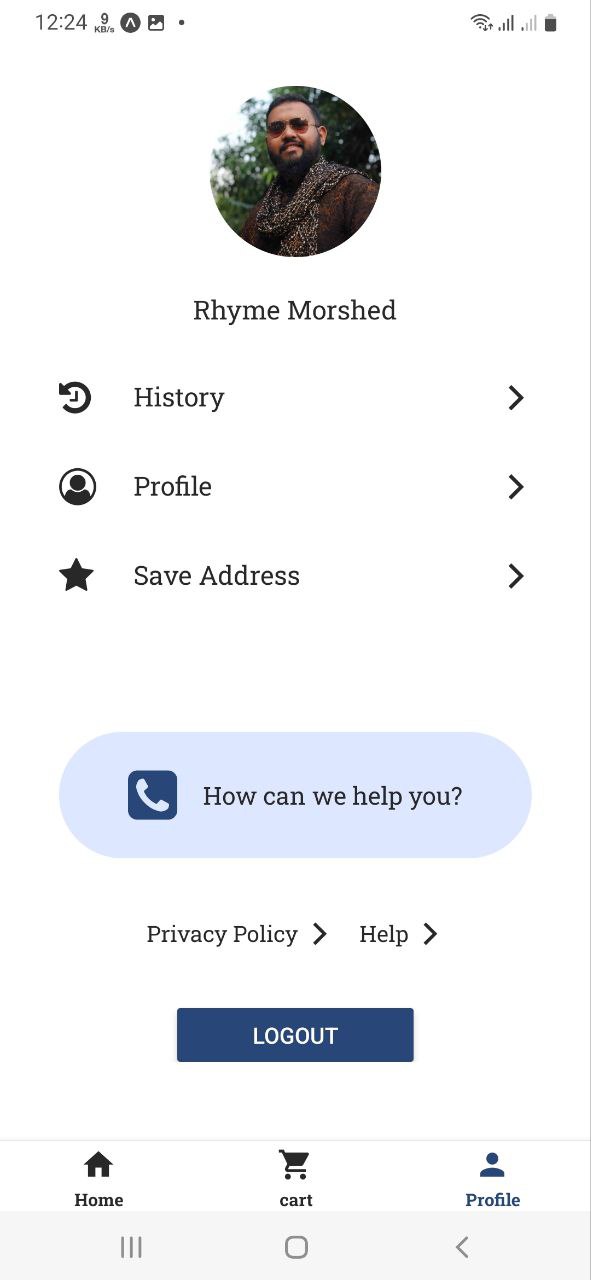 12:24 9 KB/s
Rhyme Morshed
History
Profile
Save Address
How can we help you?
Privacy Policy Help
LOGOUT
Home cart Profile